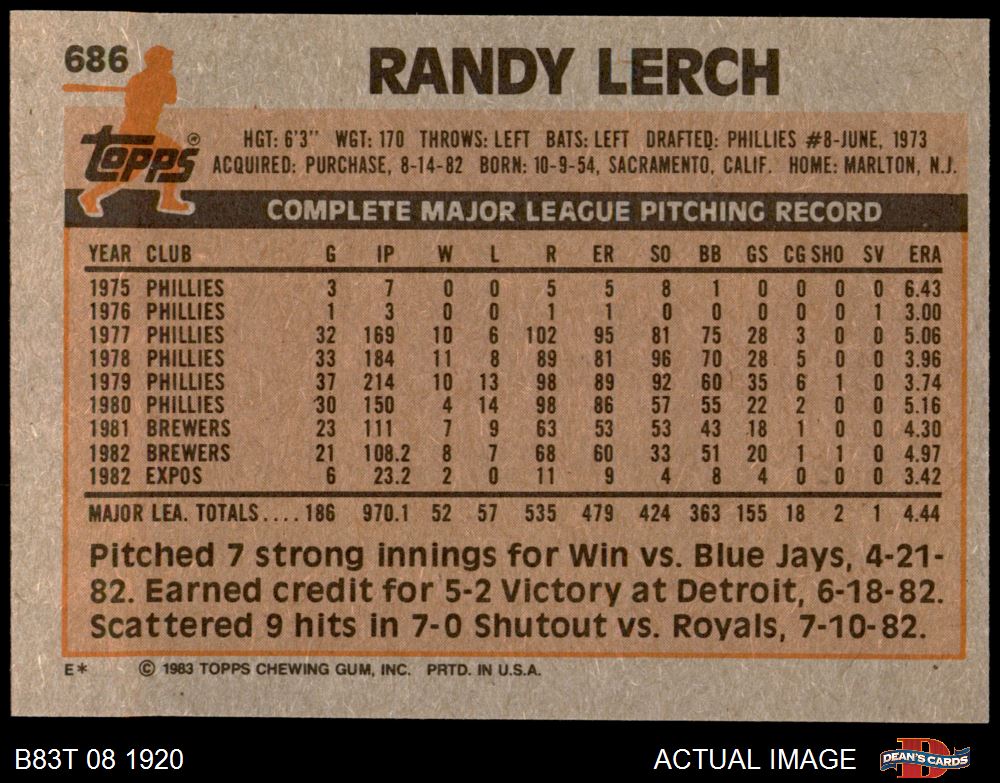 686 RANDY LERCH
topps®
HGT: 6'3" WGT: 170 THROWS: LEFT BATS: LEFT DRAFTED: PHILLIES #8-JUNE, 1973
ACQUIRED: PURCHASE, 8-14-82 BORN: 10-9-54, SACRAMENTO, CALIF. HOME: MARLTON, N.J.
COMPLETE MAJOR LEAGUE PITCHING RECORD
YEAR CLUB G IP W L R ER SO BB GS CG SHO SV ERA
1975 PHILLIES 3 7 0 0 5 5 8 1 0 0 0 0 6.43
1976 PHILLIES 1 3 0 0 1 1 0 0 0 0 0 1 3.00
1977 PHILLIES 32 169 10 6 102 95 81 75 28 3 0 0 5.06
1978 PHILLIES 33 184 11 8 89 81 96 70 28 5 0 0 3.96
1979 PHILLIES 37 214 10 13 98 89 92 60 35 6 1 0 3.74
1980 PHILLIES 30 150 4 14 98 86 57 55 22 2 0 0 5.16
1981 BREWERS 23 111 7 9 63 53 53 43 18 1 0 0 4.30
1982 BREWERS 21 108.2 8 7 68 60 33 51 20 1 1 0 4.97
1982 EXPOS 6 23.2 2 0 11 9 4 8 4 0 0 0 3.42
MAJOR LEA. TOTALS.... 186 970.1 52 57 535 479 424 363 155 18 2 1 4.44
Pitched 7 strong innings for Win vs. Blue Jays, 4-21-
82. Earned credit for 5-2 Victory at Detroit, 6-18-82.
Scattered 9 hits in 7-0 Shutout vs. Royals, 7-10-82.
E* © 1983 TOPPS CHEWING GUM, INC. PRTD. IN U.S.A.
B83T 08 1920 ACTUAL IMAGE D DEAN'S CARDS